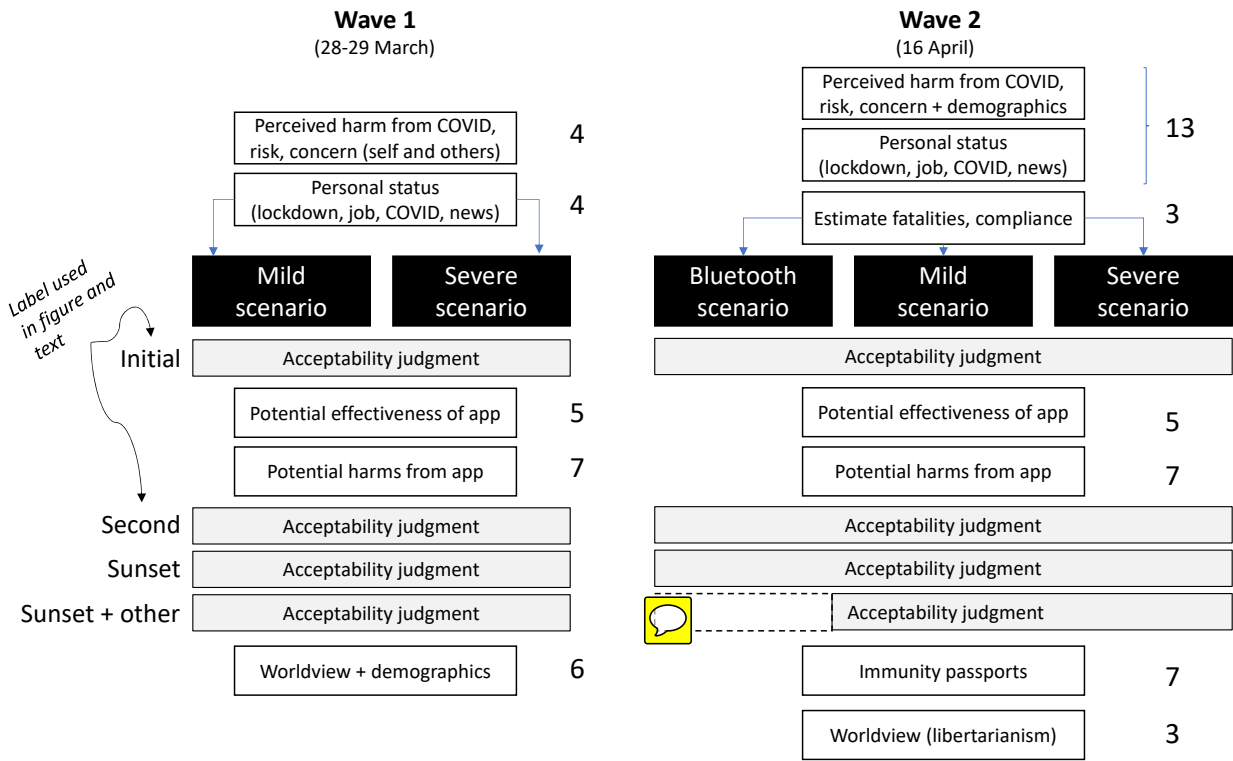 Wave 1
(28-29 March)
Perceived harm from COVID,
risk, concern (self and others)
4
Personal status
(lockdown, job, COVID, news)
4
Mild
scenario
Severe
scenario
Label used
in figure and
text
Initial
Acceptability judgment
Potential effectiveness of app
5
Potential harms from app
7
Second
Acceptability judgment
Sunset
Acceptability judgment
Sunset + other
Acceptability judgment
Worldview + demographics
6
Wave 2
(16 April)
Perceived harm from COVID,
risk, concern + demographics
Personal status
(lockdown, job, COVID, news)
13
Estimate fatalities, compliance
3
Bluetooth
scenario
Mild
scenario
Severe
scenario
Acceptability judgment
Potential effectiveness of app
5
Potential harms from app
7
Acceptability judgment
Acceptability judgment
Acceptability judgment
Immunity passports
7
Worldview (libertarianism)
3